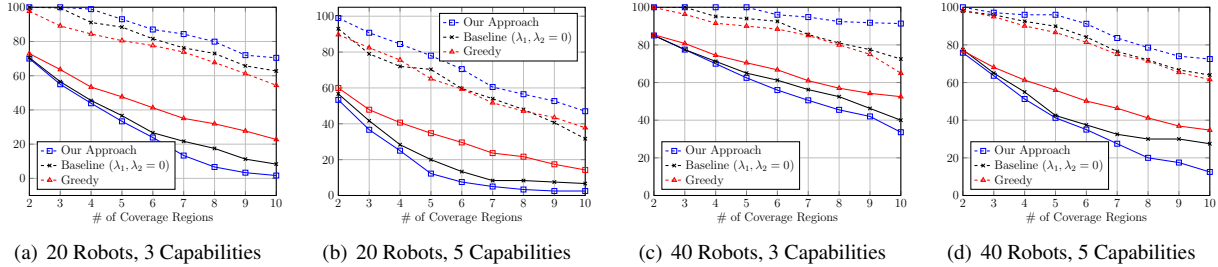 100
80
60
40
20
0
Our Approach
Baseline (λ₁, λ₂ = 0)
Greedy
2 3 4 5 6 7 8 9 10
# of Coverage Regions
(a) 20 Robots, 3 Capabilities
100
80
60
40
20
0
Our Approach
Baseline (λ₁, λ₂ = 0)
Greedy
2 3 4 5 6 7 8 9 10
# of Coverage Regions
(b) 20 Robots, 5 Capabilities
100
80
60
40
20
0
Our Approach
Baseline (λ₁, λ₂ = 0)
Greedy
2 3 4 5 6 7 8 9 10
# of Coverage Regions
(c) 40 Robots, 3 Capabilities
100
80
60
40
20
0
Our Approach
Baseline (λ₁, λ₂ = 0)
Greedy
2 3 4 5 6 7 8 9 10
# of Coverage Regions
(d) 40 Robots, 5 Capabilities